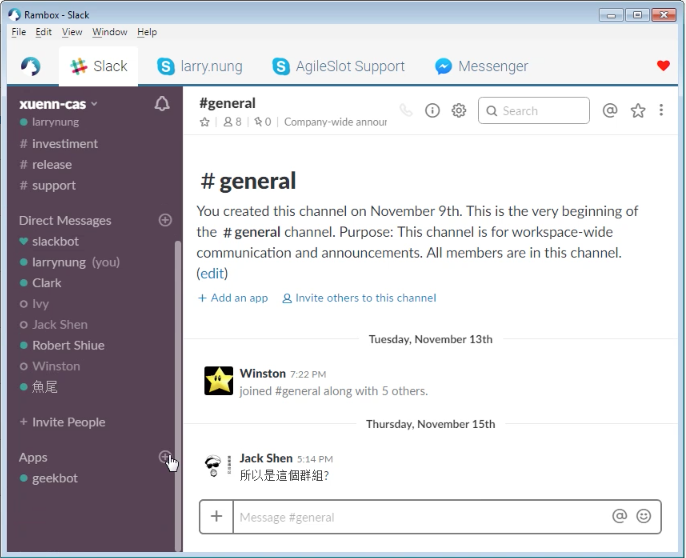 Rambox - Slack
File Edit View Window Help
Slack
larry.nung
AgileSlot Support
Messenger
xuenn-cas
larrynung
# investiment
# release
# support
Direct Messages
slackbot
larrynung (you)
Clark
Ivy
Jack Shen
Robert Shiue
Winston
魚尾
+ Invite People
Apps
geekbot
#general
8 | 0 | Company-wide annour
Search
#general
You created this channel on November 9th. This is the very beginning of
the # general channel. Purpose: This channel is for workspace-wide
communication and announcements. All members are in this channel.
(edit)
+ Add an app Invite others to this channel
Tuesday, November 13th
Winston 7:22 PM
joined #general along with 5 others.
Thursday, November 15th
Jack Shen 5:14 PM
所以是這個群組?
+ Message #general @